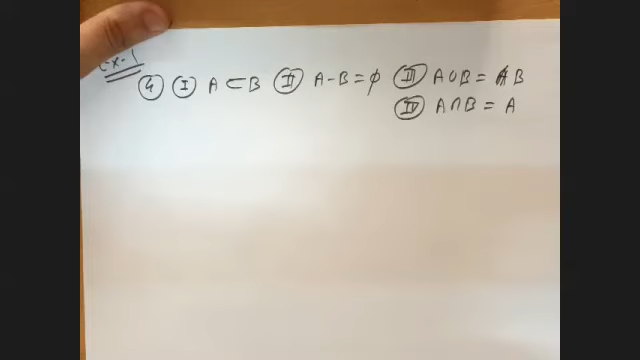 Ex-1
④ Ⓘ A ⊂ B Ⓘⓘ A - B = φ Ⓘⓘⓘ A ∪ B = B
Ⓘⓥ A ∩ B = A